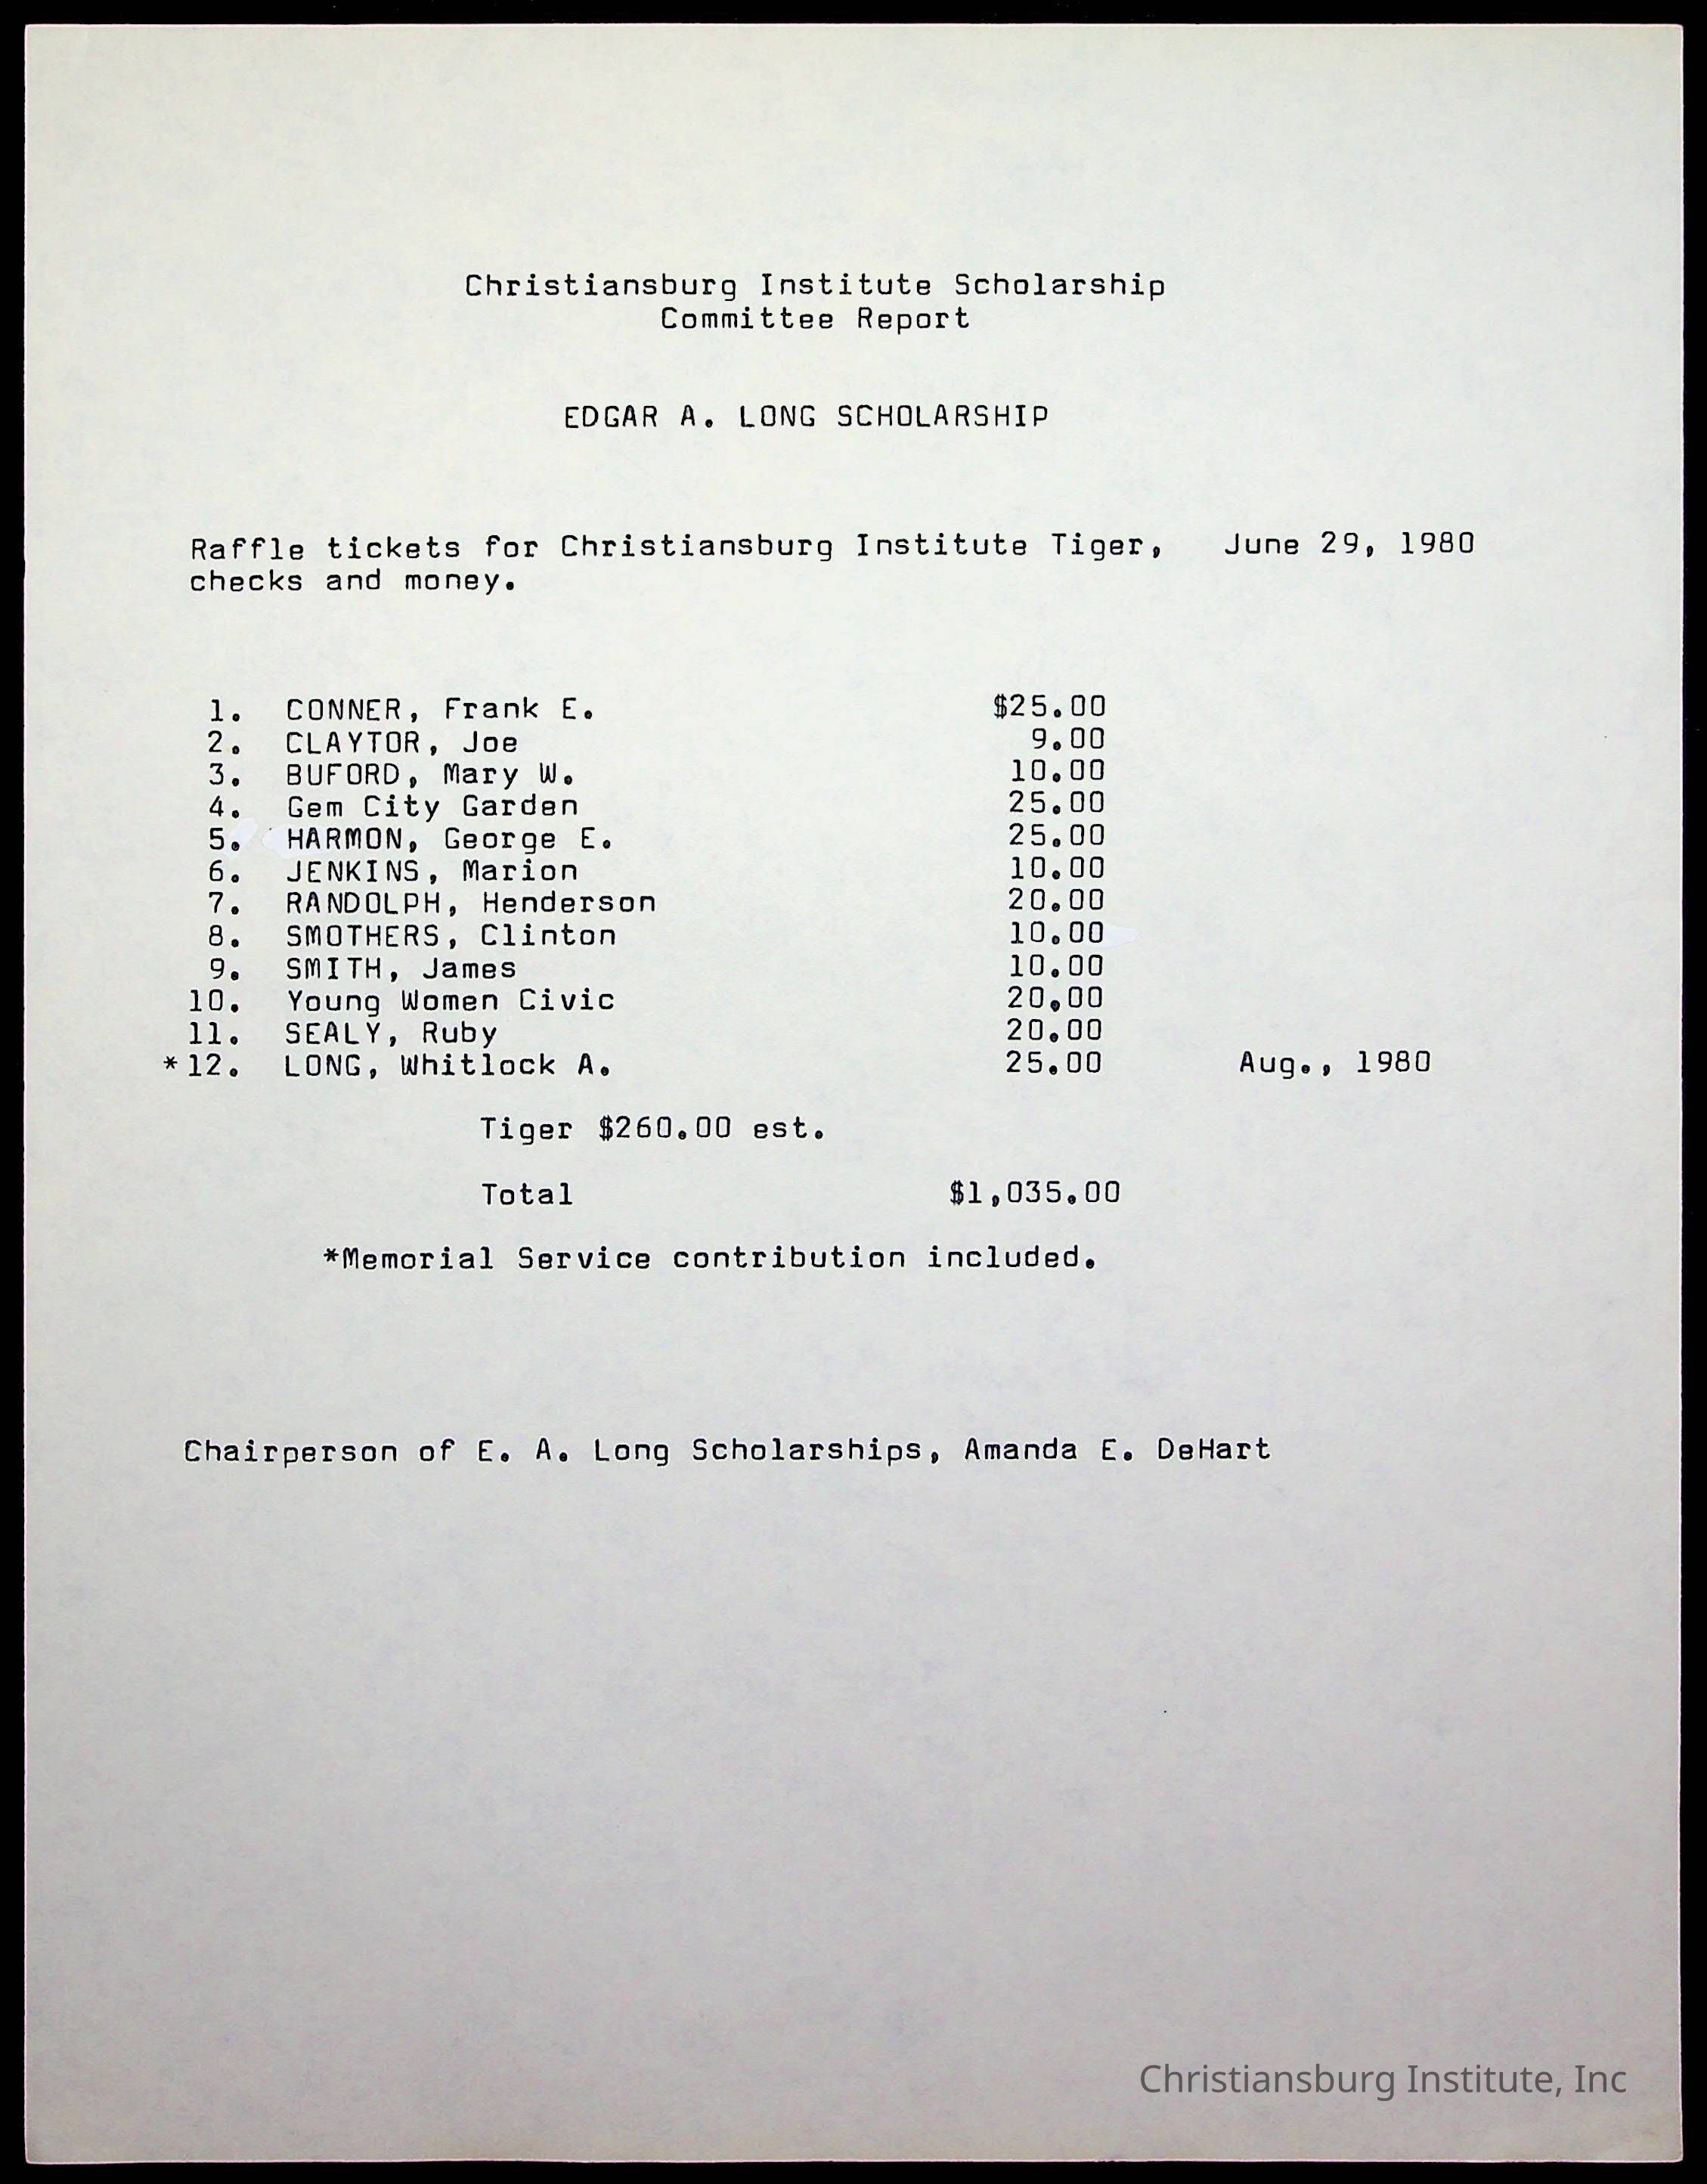 Christiansburg Institute Scholarship
Committee Report
EDGAR A. LONG SCHOLARSHIP
Raffle tickets for Christiansburg Institute Tiger, June 29, 1980
checks and money.
1. CONNER, Frank E. $25.00
2. CLAYTOR, Joe 9.00
3. BUFORD, Mary W. 10.00
4. Gem City Garden 25.00
5. HARMON, George E. 25.00
6. JENKINS, Marion 10.00
7. RANDOLPH, Henderson 20.00
8. SMOTHERS, Clinton 10.00
9. SMITH, James 10.00
10. Young Women Civic 20.00
11. SEALY, Ruby 20.00
*12. LONG, Whitlock A. 25.00 Aug., 1980
Tiger $260.00 est.
Total $1,035.00
*Memorial Service contribution included.
Chairperson of E. A. Long Scholarships, Amanda E. DeHart
Christiansburg Institute, Inc